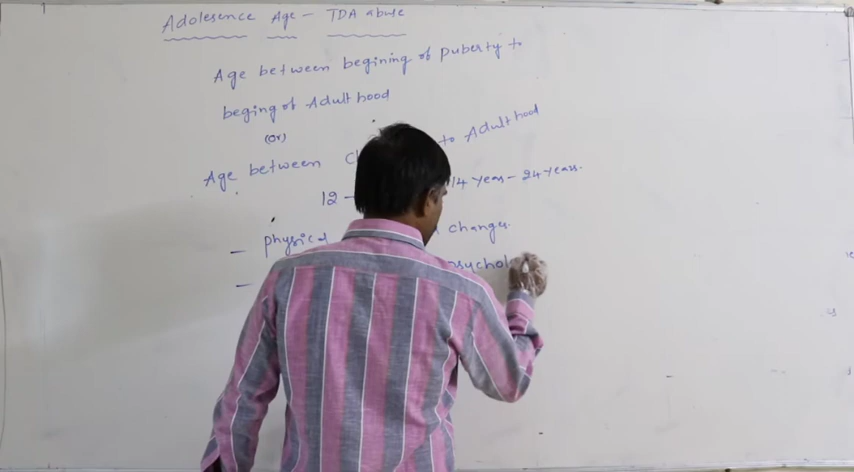 Adolesence Age - TDA abuse
Age between begining of puberty to
beging of Adulthood
(or)
Age between to Adulthood
12 - 14 years - 24 years.
- physical changes.
- psychol